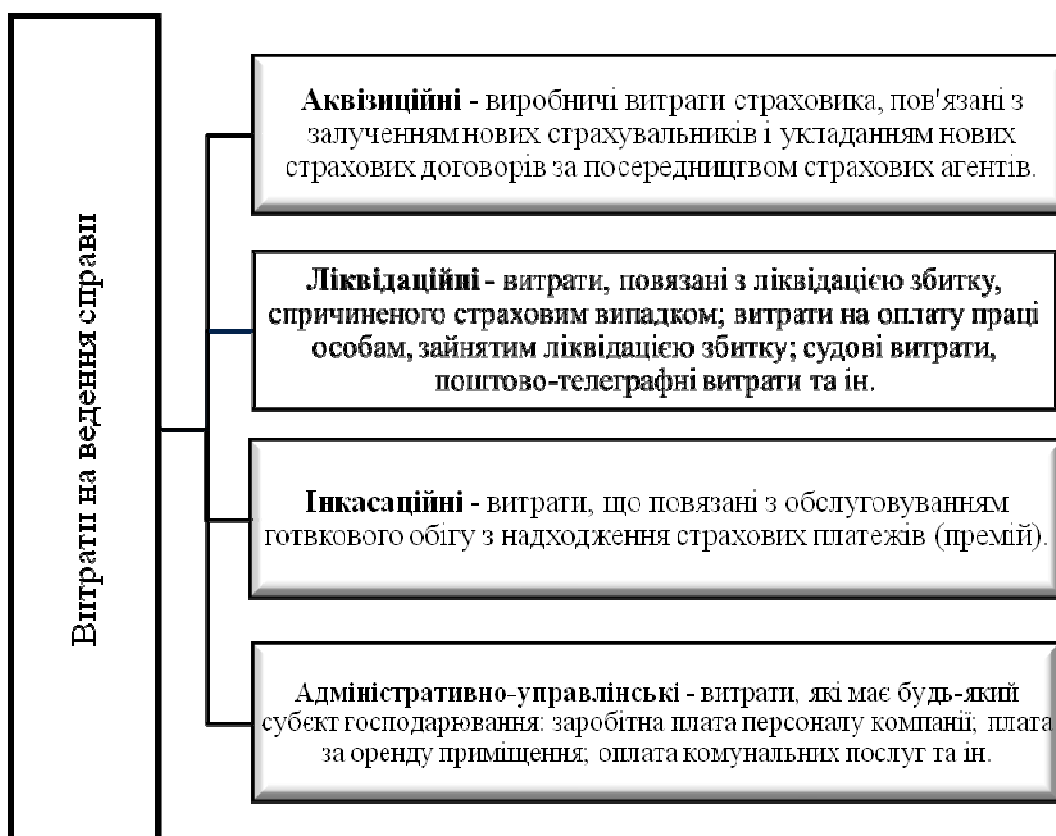 Витрати на ведення справи
Аквізиційні - виробничі витрати страховика, пов'язані з
залученням нових страхувальників і укладанням нових
страхових договорів за посередництвом страхових агентів.
Ліквідаційні - витрати, повязані з ліквідацією збитку,
спричиненого страховим випадком; витрати на оплату праці
особам, зайнятим ліквідацією збитку; судові витрати,
поштово-телеграфні витрати та ін.
Інкасаційні - витрати, що повязані з обслуговуванням
готвкового обігу з надходження страхових платежів (премій).
Адміністративно-управлінські - витрати, які має будь-який
субєкт господарювання: заробітна плата персоналу компанії; плата
за оренду приміщення; оплата комунальних послуг та ін.